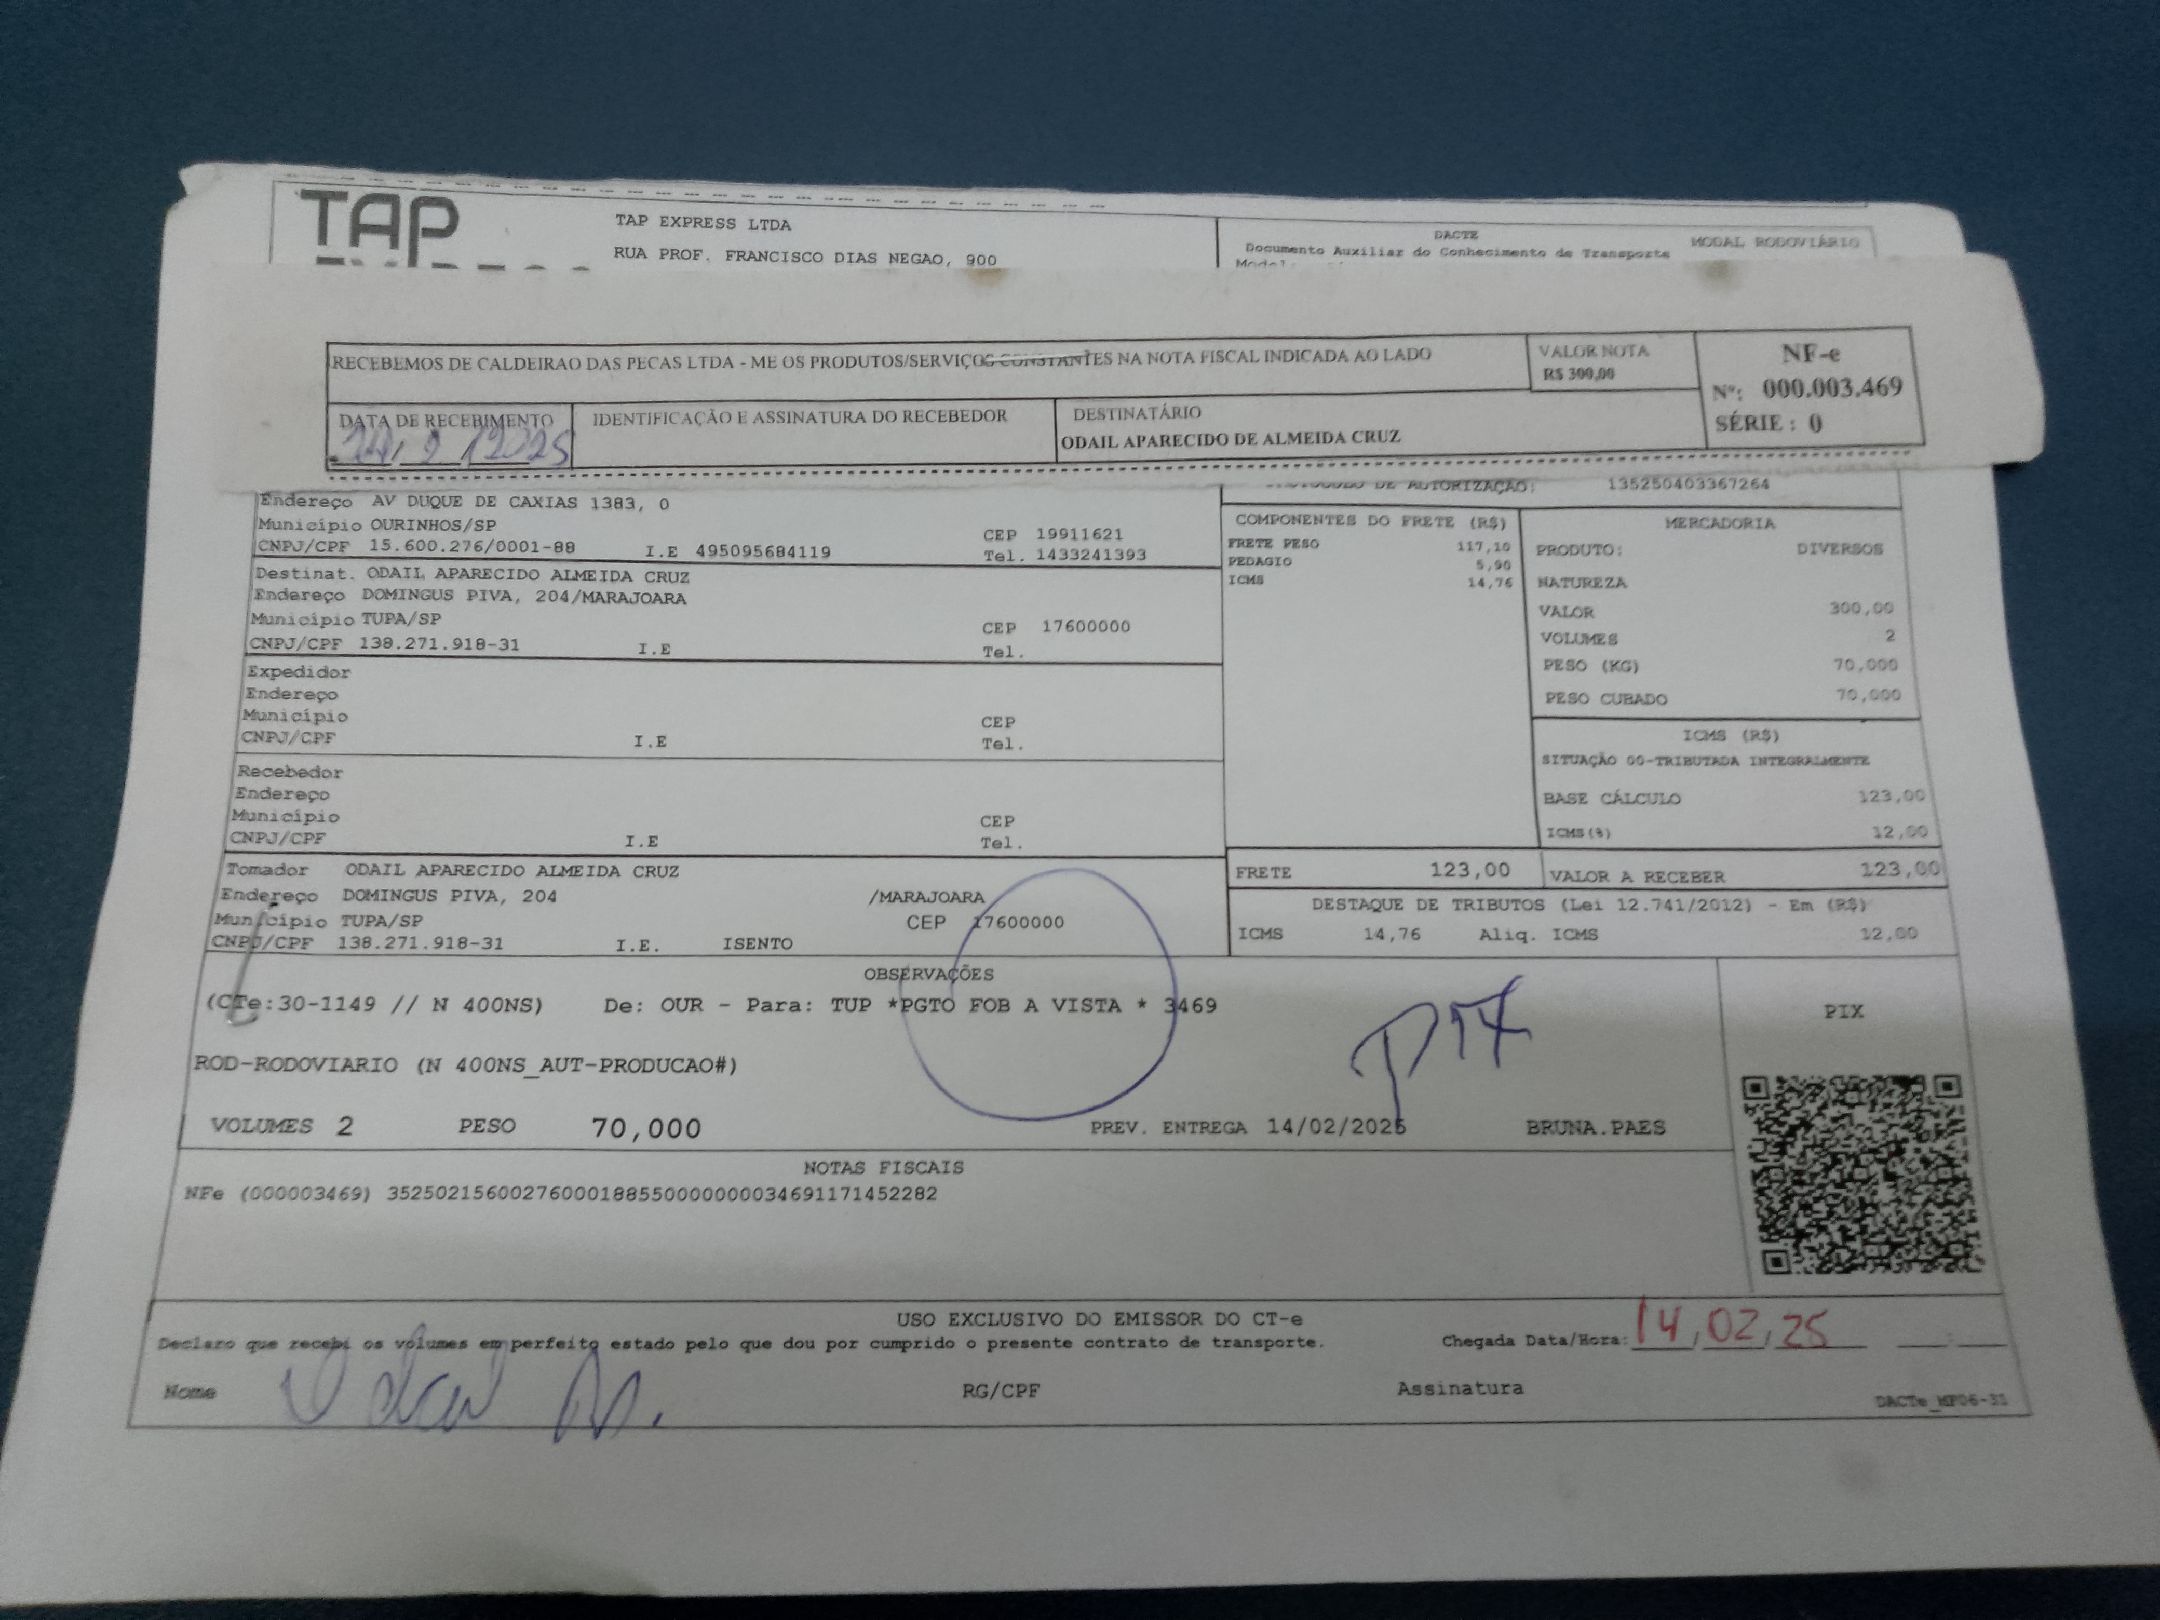 TAP
TAP EXPRESS LTDA
RUA PROF. FRANCISCO DIAS NEGAO, 900
DACTE
MODAL RODOVIÁRIO
Documento Auxiliar do Conhecimento de Transporte
RECEBEMOS DE CALDEIRAO DAS PECAS LTDA - ME OS PRODUTOS/SERVIÇOS CONSTANTES NA NOTA FISCAL INDICADA AO LADO
VALOR NOTA
R$ 300,00
NF-e
Nº: 000.003.469
SÉRIE : 0
DATA DE RECEBIMENTO
IDENTIFICAÇÃO E ASSINATURA DO RECEBEDOR
DESTINATÁRIO
ODAIL APARECIDO DE ALMEIDA CRUZ
PROTOCOLO DE AUTORIZAÇÃO: 135250403367264
Endereço AV DUQUE DE CAXIAS 1383, 0
Município OURINHOS/SP CEP 19911621
CNPJ/CPF 15.600.276/0001-88 I.E 495095684119 Tel. 1433241393
Destinat. ODAIL APARECIDO ALMEIDA CRUZ
Endereço DOMINGUS PIVA, 204/MARAJOARA
Município TUPA/SP CEP 17600000
CNPJ/CPF 138.271.918-31 I.E Tel.
Expedidor
Endereço
Município CEP
CNPJ/CPF I.E Tel.
Recebedor
Endereço
Município CEP
CNPJ/CPF I.E Tel.
Tomador ODAIL APARECIDO ALMEIDA CRUZ
Endereço DOMINGUS PIVA, 204 /MARAJOARA
Município TUPA/SP CEP 17600000
CNPJ/CPF 138.271.918-31 I.E. ISENTO
COMPONENTES DO FRETE (R$)
FRETE PESO 117,10
PEDAGIO 5,90
ICMS 14,76
MERCADORIA
PRODUTO: DIVERSOS
NATUREZA
VALOR 300,00
VOLUMES 2
PESO (KG) 70,000
PESO CUBADO 70,000
ICMS (R$)
SITUAÇÃO 00-TRIBUTADA INTEGRALMENTE
BASE CÁLCULO 123,00
ICMS(%) 12,00
FRETE 123,00 VALOR A RECEBER 123,00
DESTAQUE DE TRIBUTOS (Lei 12.741/2012) - Em (R$)
ICMS 14,76 Aliq. ICMS 12,00
OBSERVAÇÕES
(CTe:30-1149 // N 400NS) De: OUR - Para: TUP *PGTO FOB A VISTA * 3469
ROD-RODOVIARIO (N 400NS_AUT-PRODUCAO#)
PIX
PIX
VOLUMES 2 PESO 70,000 PREV. ENTREGA 14/02/2025 BRUNA.PAES
NOTAS FISCAIS
NFe (000003469) 35250215600276000188550000000034691171452282
USO EXCLUSIVO DO EMISSOR DO CT-e
Declaro que recebi os volumes em perfeito estado pelo que dou por cumprido o presente contrato de transporte.
Chegada Data/Hora: 14/02/25
Nome Odail RG/CPF Assinatura
DACTe_MF06-31